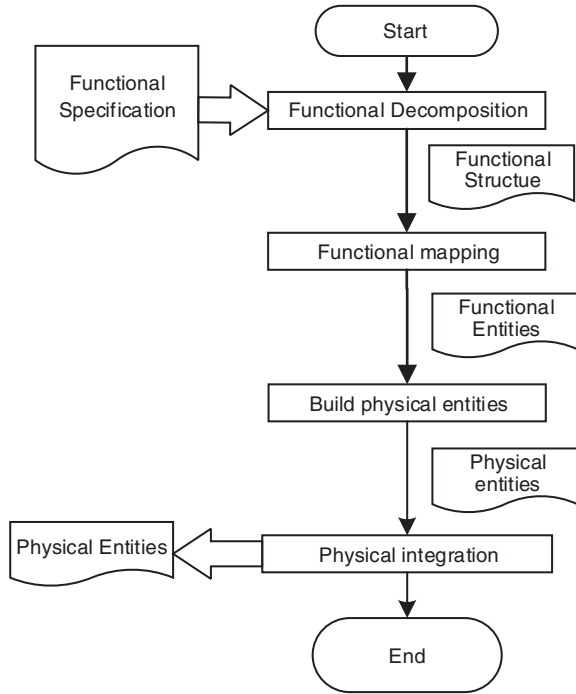 Start
Functional
Specification
Functional Decomposition
Functional
Structue
Functional mapping
Functional
Entities
Build physical entities
Physical
entities
Physical Entities
Physical integration
End